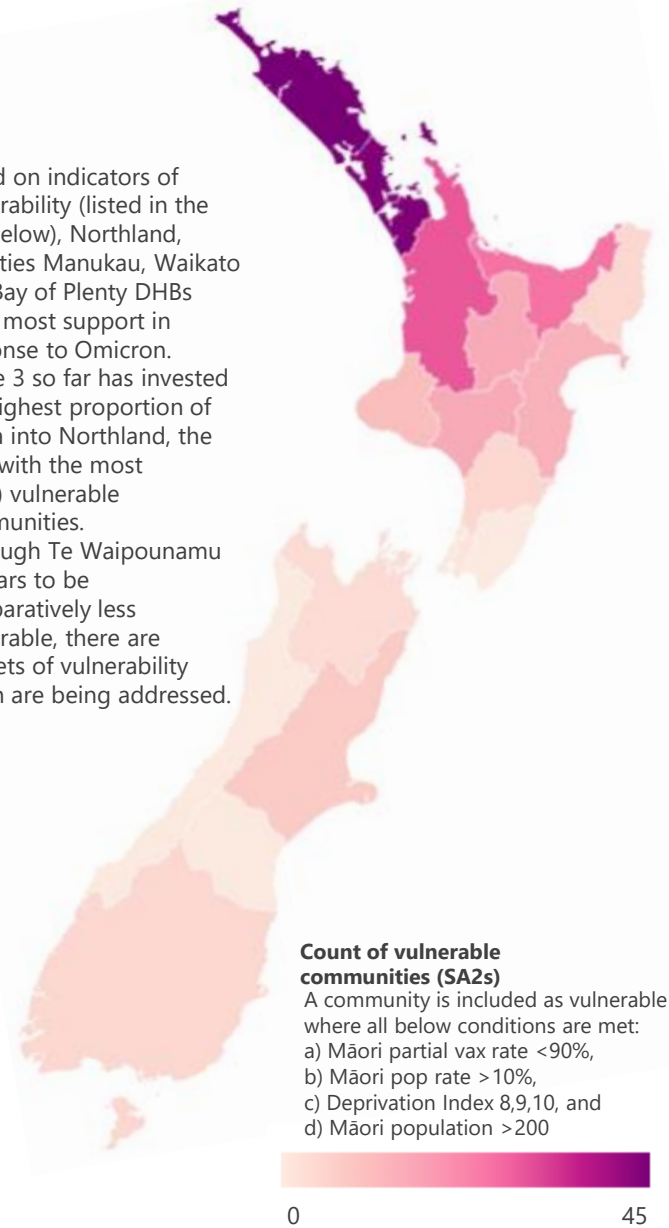 d on indicators of
rability (listed in the
elow), Northland,
ties Manukau, Waikato
Bay of Plenty DHBs
most support in
onse to Omicron.
e 3 so far has invested
ighest proportion of
n into Northland, the
with the most
) vulnerable
munities.
ough Te Waipounamu
ars to be
paratively less
rable, there are
ets of vulnerability
h are being addressed.
Count of vulnerable
communities (SA2s)
A community is included as vulnerable
where all below conditions are met:
a) Māori partial vax rate <90%,
b) Māori pop rate >10%,
c) Deprivation Index 8,9,10, and
d) Māori population >200
0 45